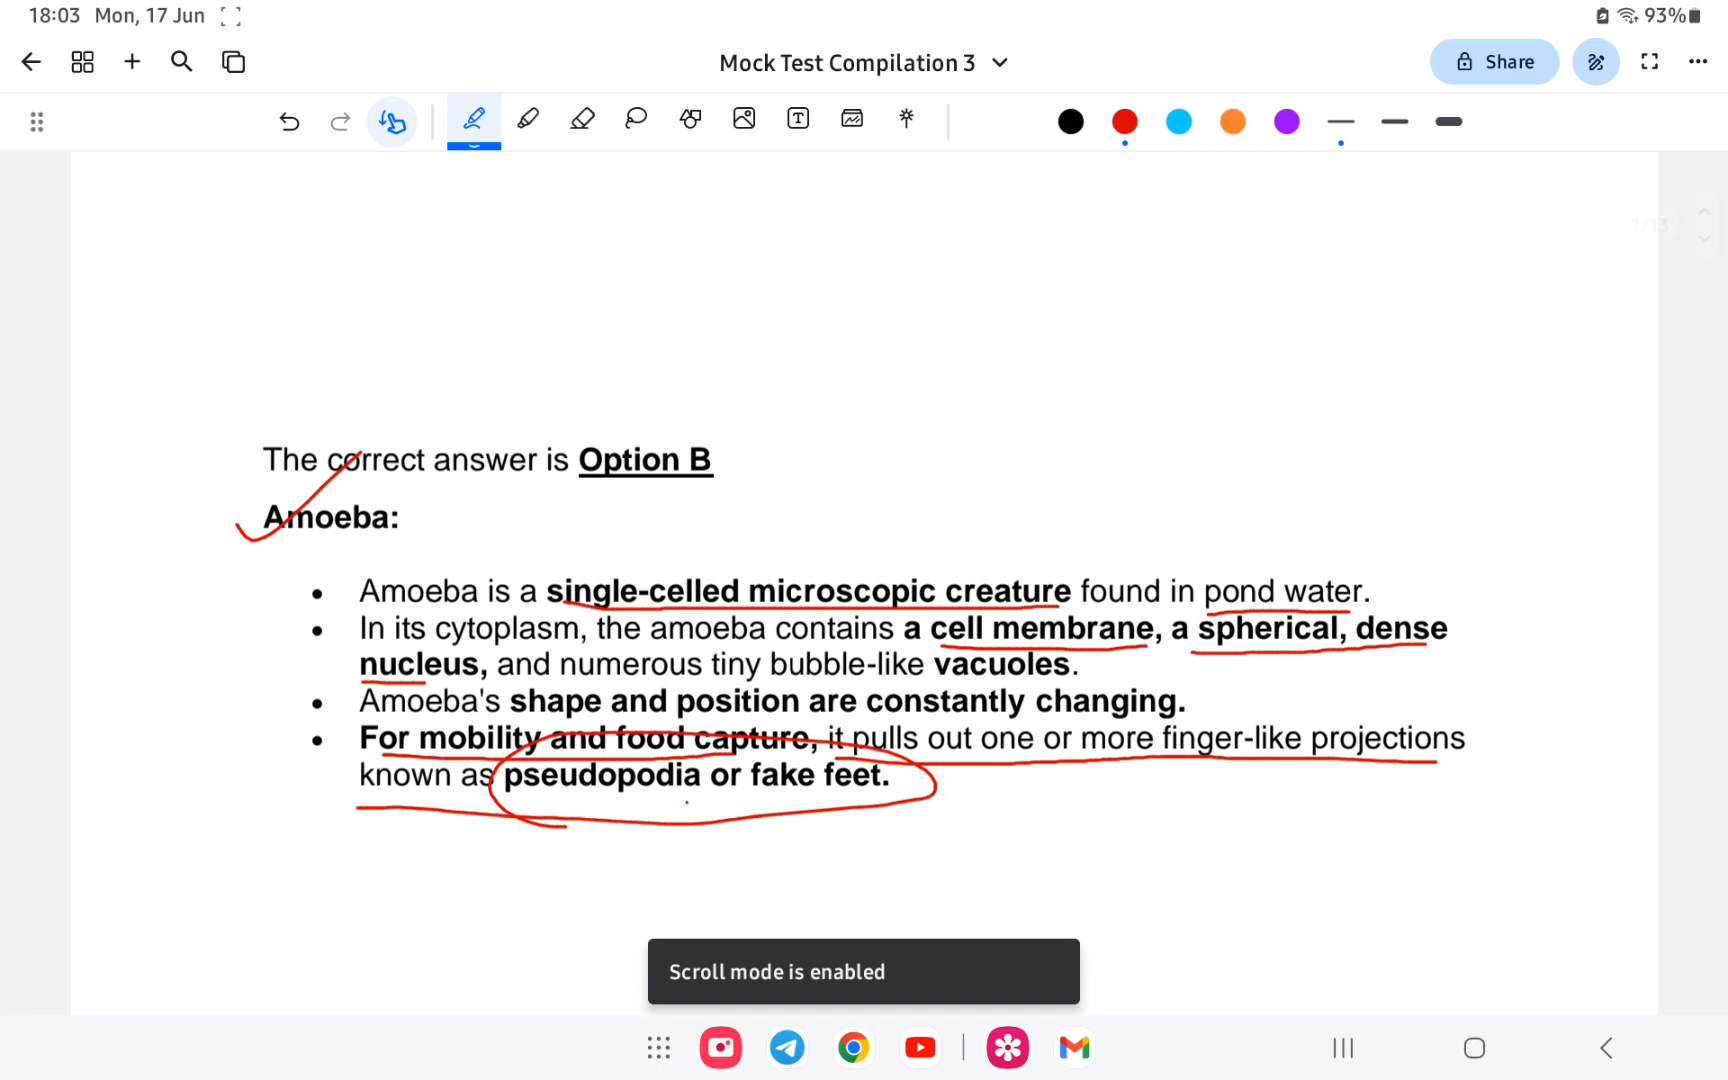 18:03 Mon, 17 Jun 93%
Mock Test Compilation 3
Share
1/13
The correct answer is Option B
Amoeba:
• Amoeba is a single-celled microscopic creature found in pond water.
• In its cytoplasm, the amoeba contains a cell membrane, a spherical, dense
nucleus, and numerous tiny bubble-like vacuoles.
• Amoeba's shape and position are constantly changing.
• For mobility and food capture, it pulls out one or more finger-like projections
known as pseudopodia or fake feet.
Scroll mode is enabled